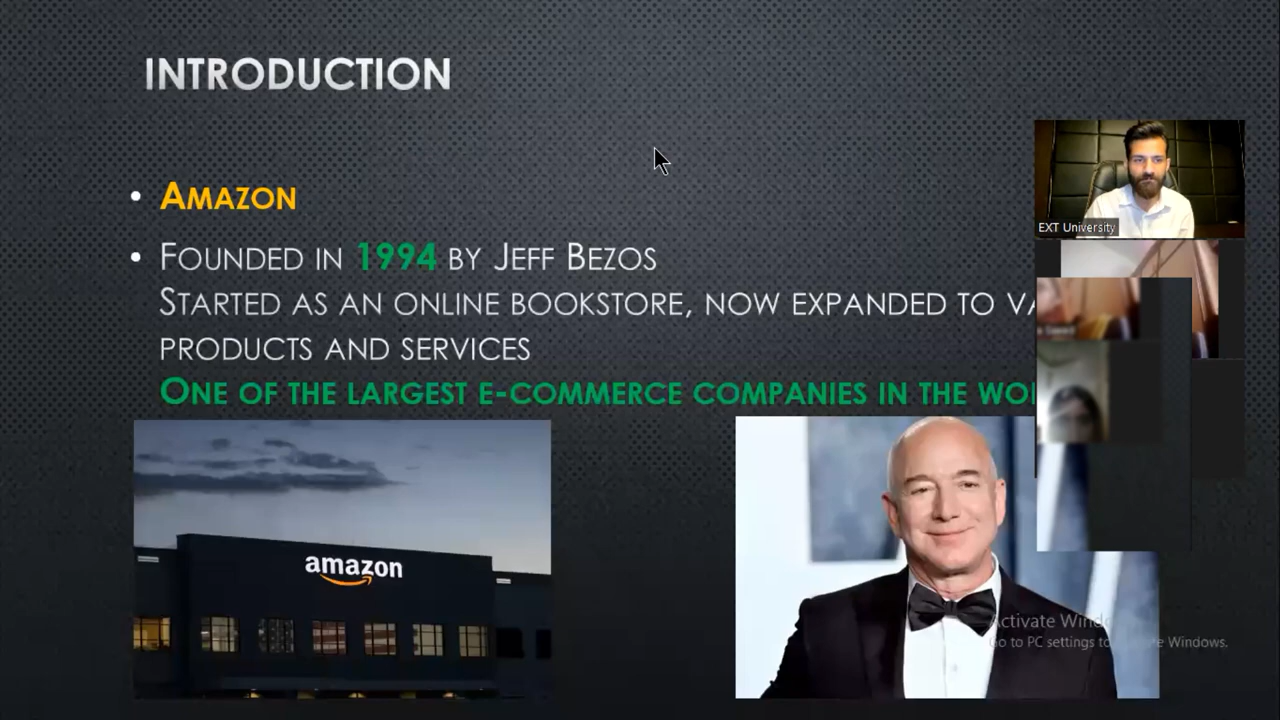 INTRODUCTION
• AMAZON
• FOUNDED IN 1994 BY JEFF BEZOS
STARTED AS AN ONLINE BOOKSTORE, NOW EXPANDED TO
PRODUCTS AND SERVICES
ONE OF THE LARGEST E-COMMERCE COMPANIES IN THE
EXT University
amazon
Activate
Go to PC settings to Windows.